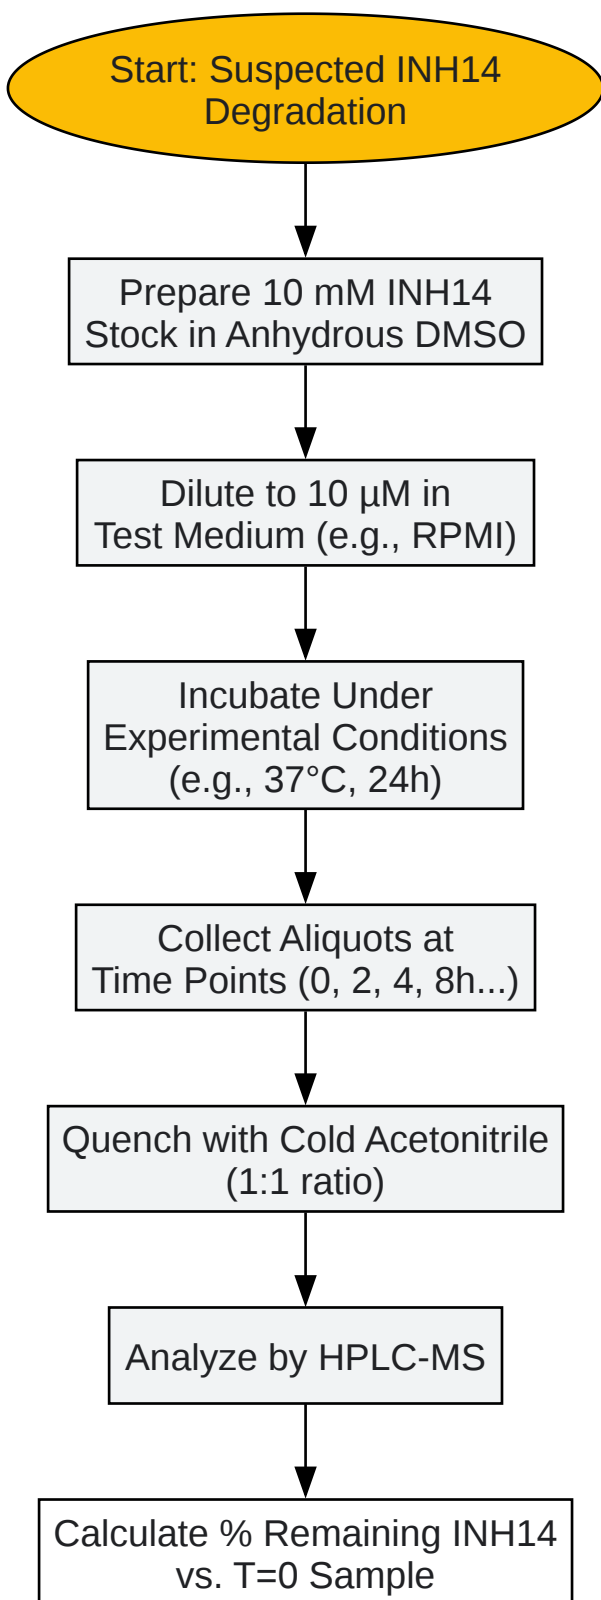 Start: Suspected INH14
Degradation
Prepare 10 mM INH14
Stock in Anhydrous DMSO
Dilute to 10 µM in
Test Medium (e.g., RPMI)
Incubate Under
Experimental Conditions
(e.g., 37°C, 24h)
Collect Aliquots at
Time Points (0, 2, 4, 8h...)
Quench with Cold Acetonitrile
(1:1 ratio)
Analyze by HPLC-MS
Calculate % Remaining INH14
vs. T=0 Sample